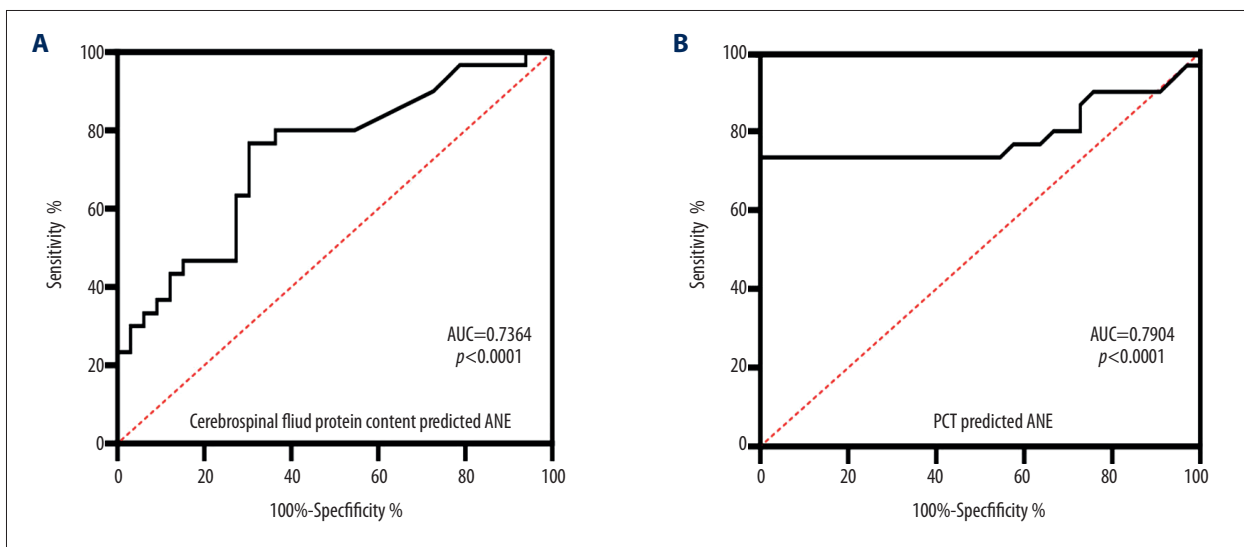 A
100
80
60
40
20
0
Sensitivity %
AUC=0.7364
p<0.0001
Cerebrospinal fliud protein content predicted ANE
0 20 40 60 80 100
100%-Specfificity %
B
100
80
60
40
20
0
Sensitivity %
AUC=0.7904
p<0.0001
PCT predicted ANE
0 20 40 60 80 100
100%-Specfificity %